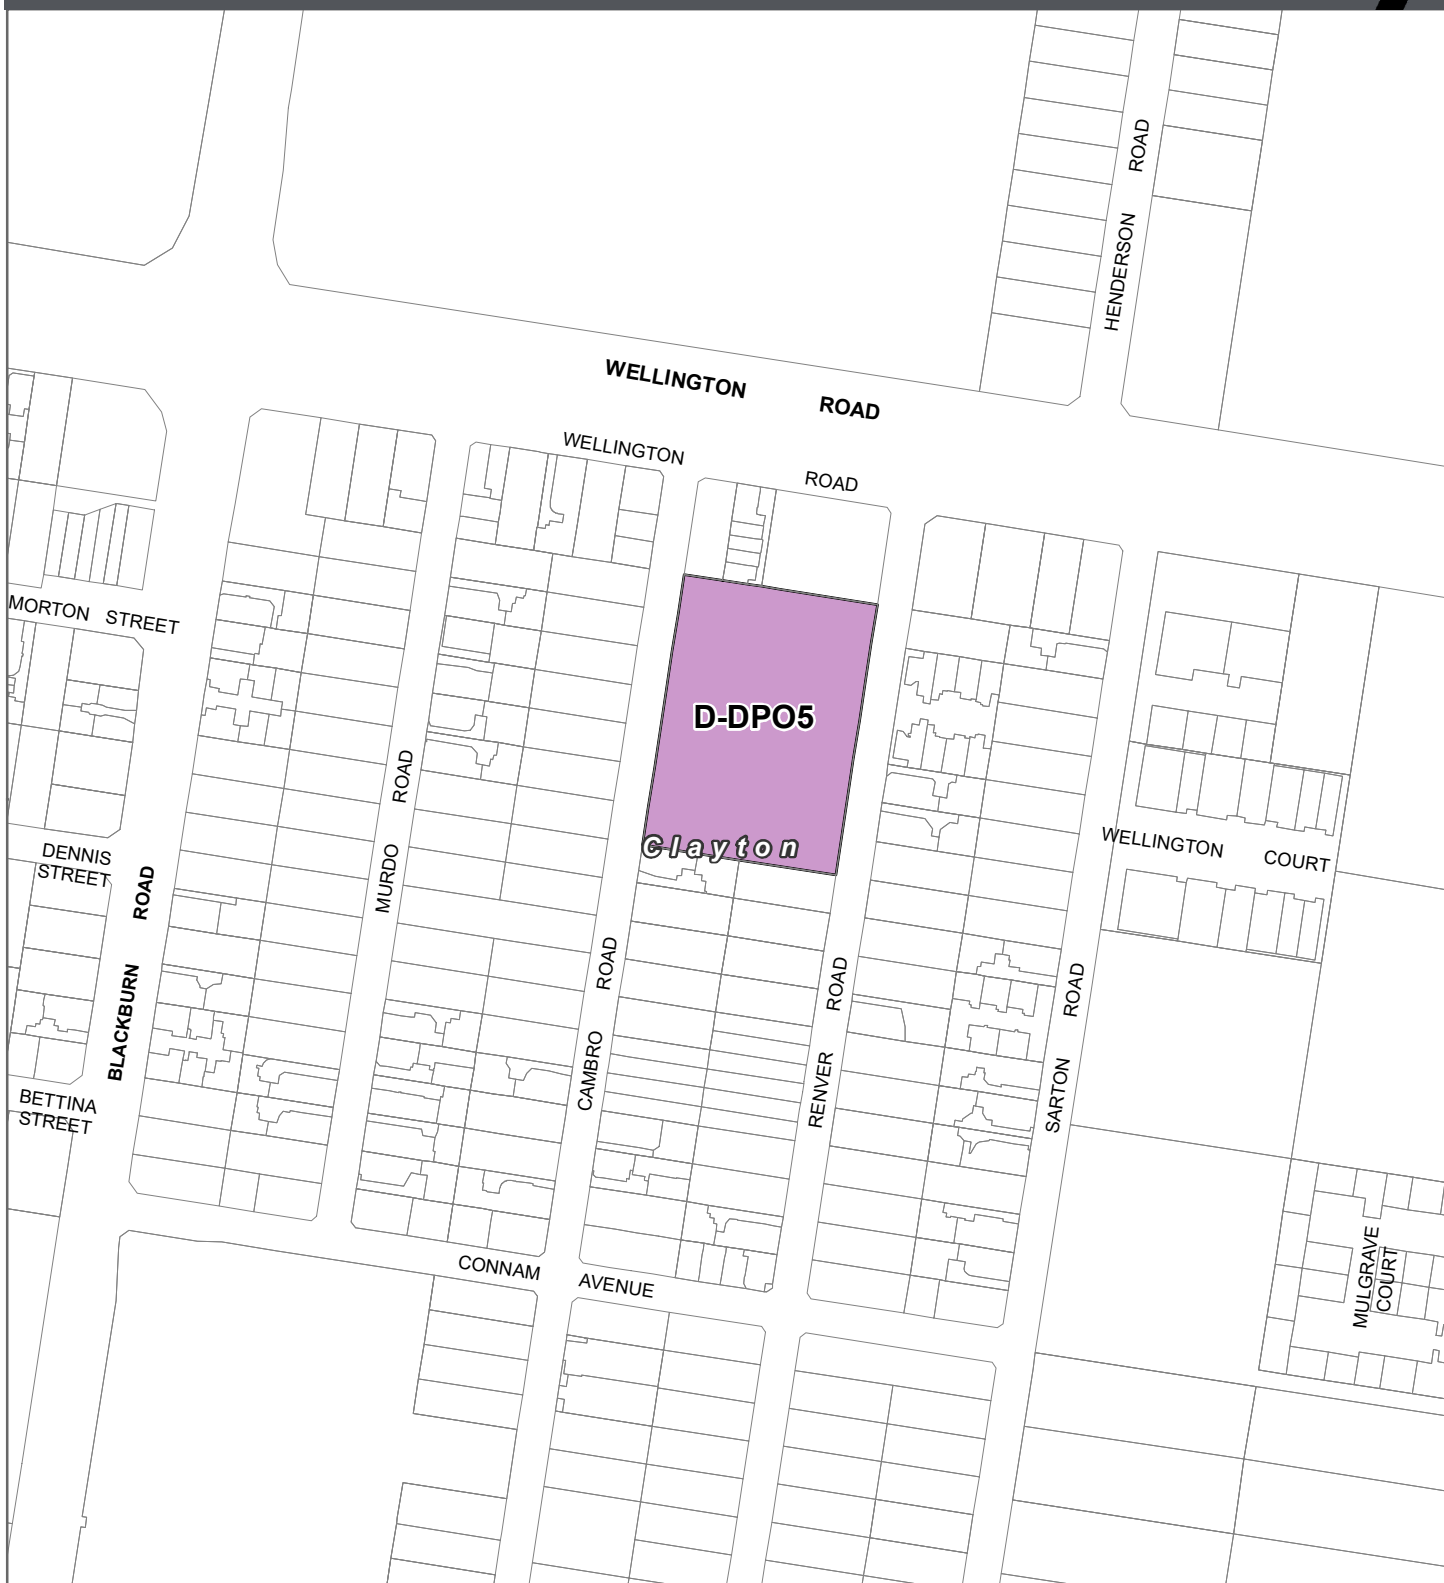 HENDERSON ROAD
WELLINGTON ROAD
WELLINGTON ROAD
MORTON STREET
D-DPO5
Clayton
DENNIS
STREET
BLACKBURN ROAD
MURDO ROAD
CAMBRO ROAD
RENVER ROAD
SARTON ROAD
WELLINGTON COURT
BETTINA
STREET
CONNAM AVENUE
MULGRAVE
COURT